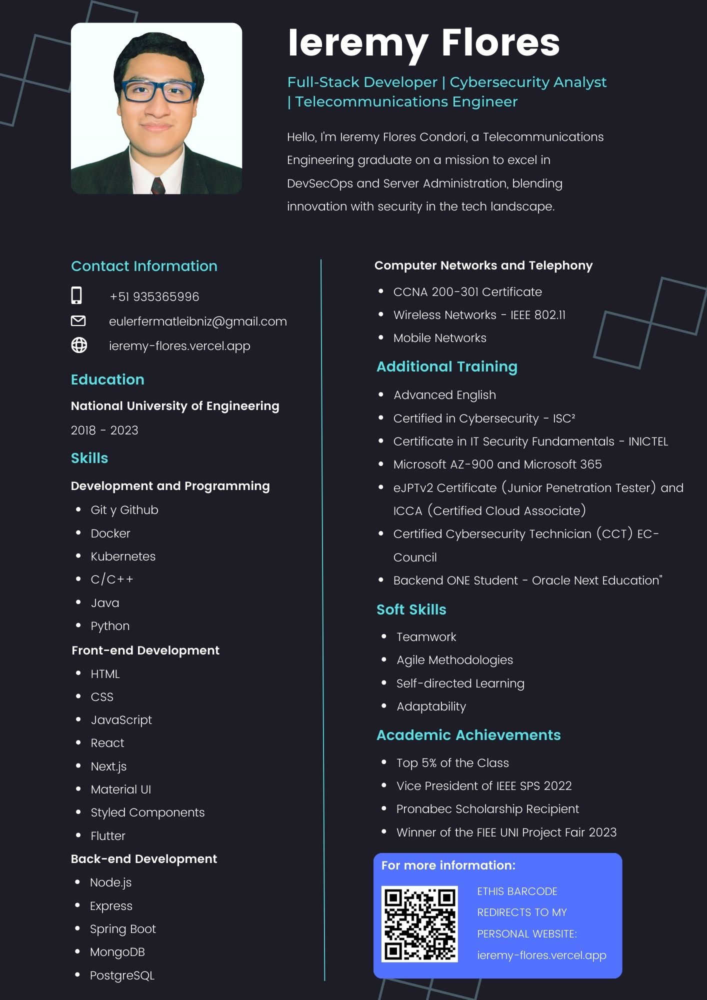 Ieremy Flores
Full-Stack Developer | Cybersecurity Analyst
| Telecommunications Engineer
Hello, I'm Ieremy Flores Condori, a Telecommunications
Engineering graduate on a mission to excel in
DevSecOps and Server Administration, blending
innovation with security in the tech landscape.
Contact Information
+51 935365996
eulerfermatleibniz@gmail.com
ieremy-flores.vercel.app
Education
National University of Engineering
2018 - 2023
Skills
Development and Programming
• Git y Github
• Docker
• Kubernetes
• C/C++
• Java
• Python
Front-end Development
• HTML
• CSS
• JavaScript
• React
• Next.js
• Material UI
• Styled Components
• Flutter
Back-end Development
• Node.js
• Express
• Spring Boot
• MongoDB
• PostgreSQL
Computer Networks and Telephony
• CCNA 200-301 Certificate
• Wireless Networks - IEEE 802.11
• Mobile Networks
Additional Training
• Advanced English
• Certified in Cybersecurity - ISC²
• Certificate in IT Security Fundamentals - INICTEL
• Microsoft AZ-900 and Microsoft 365
• eJPTv2 Certificate (Junior Penetration Tester) and
ICCA (Certified Cloud Associate)
• Certified Cybersecurity Technician (CCT) EC-
Council
• Backend ONE Student - Oracle Next Education"
Soft Skills
• Teamwork
• Agile Methodologies
• Self-directed Learning
• Adaptability
Academic Achievements
• Top 5% of the Class
• Vice President of IEEE SPS 2022
• Pronabec Scholarship Recipient
• Winner of the FIEE UNI Project Fair 2023
For more information:
ETHIS BARCODE
REDIRECTS TO MY
PERSONAL WEBSITE:
ieremy-flores.vercel.app